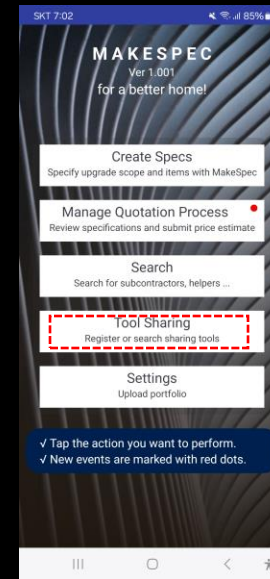 SKT 7:02
85%
MAKESPEC
Ver 1.001
for a better home!
Create Specs
Specify upgrade scope and items with MakeSpec
Manage Quotation Process
Review specifications and submit price estimate
Search
Search for subcontractors, helpers ...
Tool Sharing
Register or search sharing tools
Settings
Upload portfolio
√ Tap the action you want to perform.
√ New events are marked with red dots.